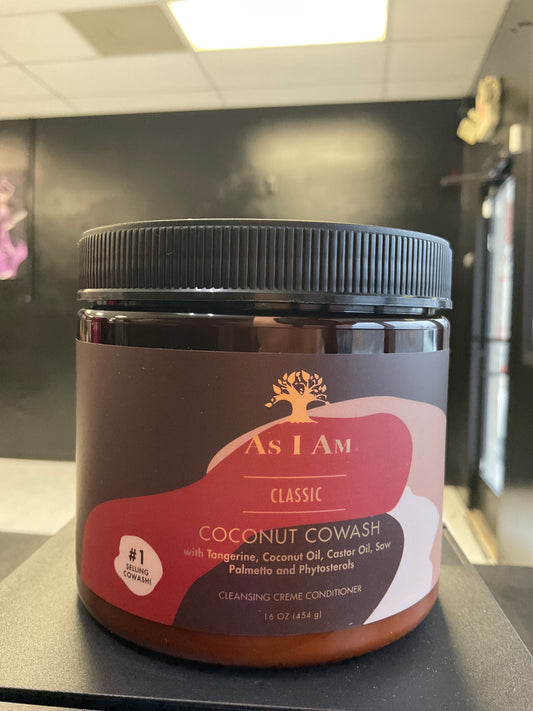 As I Am
CLASSIC
COCONUT COWASH
with Tangerine, Coconut Oil, Castor Oil, Saw
Palmetto and Phytosterols
CLEANSING CREME CONDITIONER
16 OZ (454 g)
#1
SELLING
COWASH!